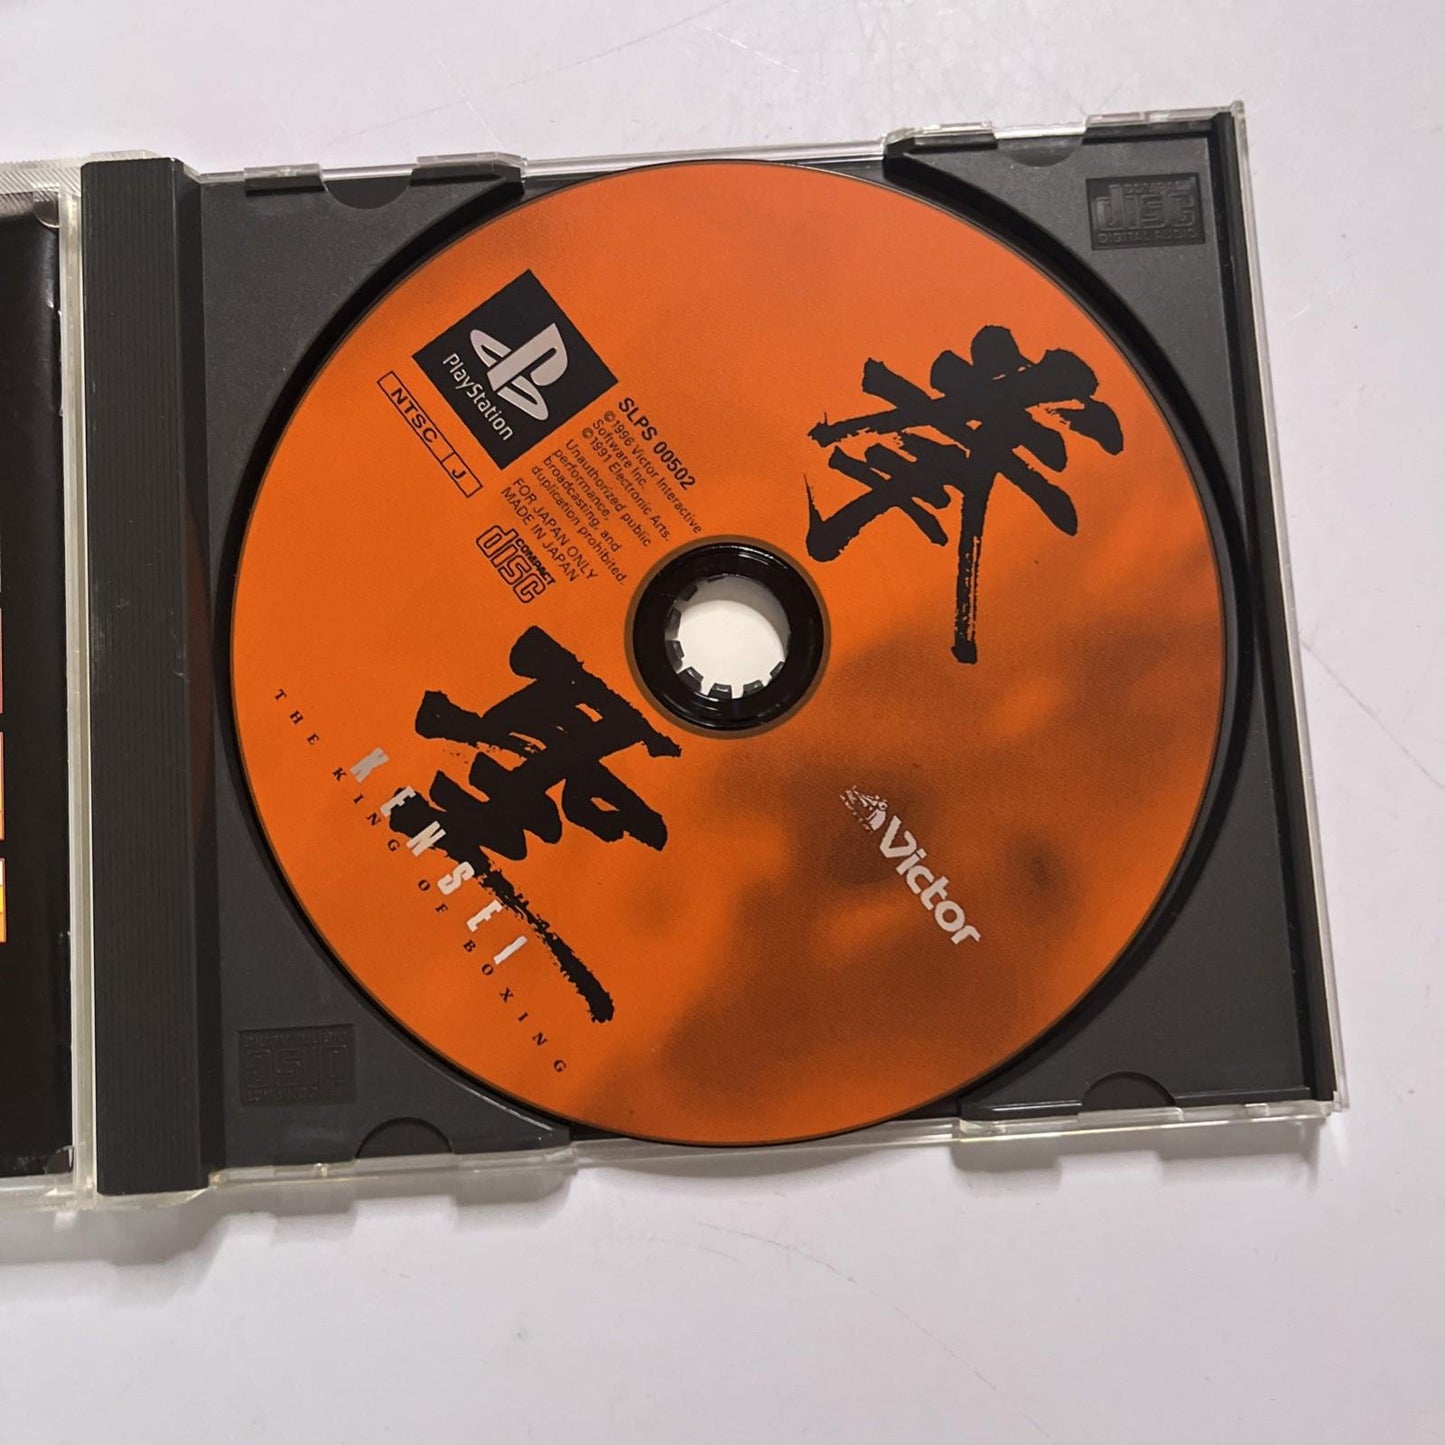 PlayStation
NTSC J
SLPS 00502
©1996 Victor Interactive
Software Inc.
©1991 Electronic Arts.
Unauthorized public
performance,
broadcasting, and
duplication prohibited.
FOR JAPAN ONLY
MADE IN JAPAN
COMPACT
disc
拳
聖
KENSEI
THE KING OF BOXING
Victor
COMPACT
disc
DIGITAL AUDIO